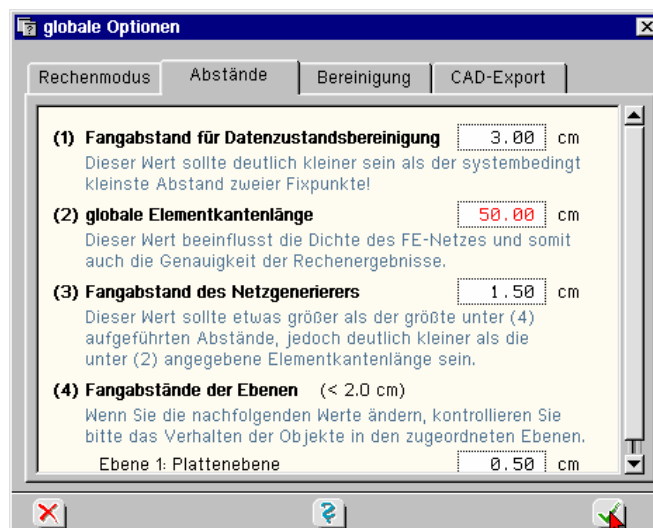 globale Optionen
Rechenmodus Abstände Bereinigung CAD-Export
(1) Fangabstand für Datenzustandsbereinigung 3.00 cm
Dieser Wert sollte deutlich kleiner sein als der systembedingt
kleinste Abstand zweier Fixpunkte!
(2) globale Elementkantenlänge 50.00 cm
Dieser Wert beeinflusst die Dichte des FE-Netzes und somit
auch die Genauigkeit der Rechenergebnisse.
(3) Fangabstand des Netzgenerierers 1.50 cm
Dieser Wert sollte etwas größer als der größte unter (4)
aufgeführten Abstände, jedoch deutlich kleiner als die
unter (2) angegebene Elementkantenlänge sein.
(4) Fangabstände der Ebenen (< 2.0 cm)
Wenn Sie die nachfolgenden Werte ändern, kontrollieren Sie
bitte das Verhalten der Objekte in den zugeordneten Ebenen.
Ebene 1: Plattenebene 0.50 cm